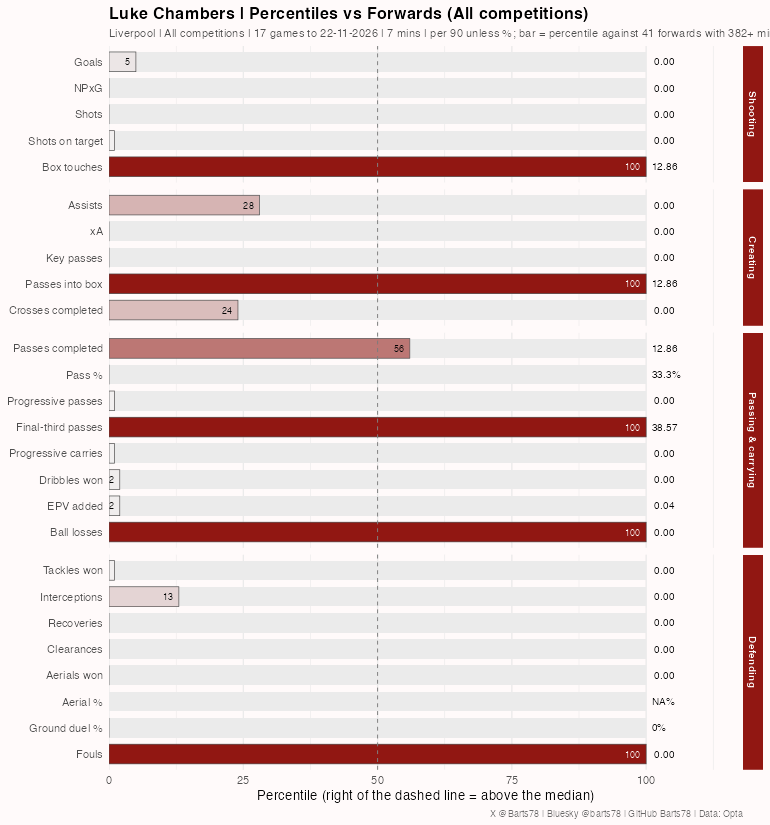 Luke Chambers | Percentiles vs Forwards (All competitions)
Liverpool | All competitions | 17 games to 22-11-2026 | 7 mins | per 90 unless %; bar = percentile against 41 forwards with 382+ mi
Goals 5 0.00
NPxG 0.00
Shots 0.00
Shots on target 0.00
Box touches 100 12.86
Shooting
Assists 28 0.00
xA 0.00
Key passes 0.00
Passes into box 100 12.86
Crosses completed 24 0.00
Creating
Passes completed 56 12.86
Pass % 33.3%
Progressive passes 0.00
Final-third passes 100 38.57
Progressive carries 0.00
Dribbles won 2 0.00
EPV added 2 0.04
Ball losses 100 0.00
Passing & carrying
Tackles won 0.00
Interceptions 13 0.00
Recoveries 0.00
Clearances 0.00
Aerials won 0.00
Aerial % NA%
Ground duel % 0%
Fouls 100 0.00
Defending
0 25 50 75 100
Percentile (right of the dashed line = above the median)
X @Barts78 | Bluesky @barts78 | GitHub Barts78 | Data: Opta